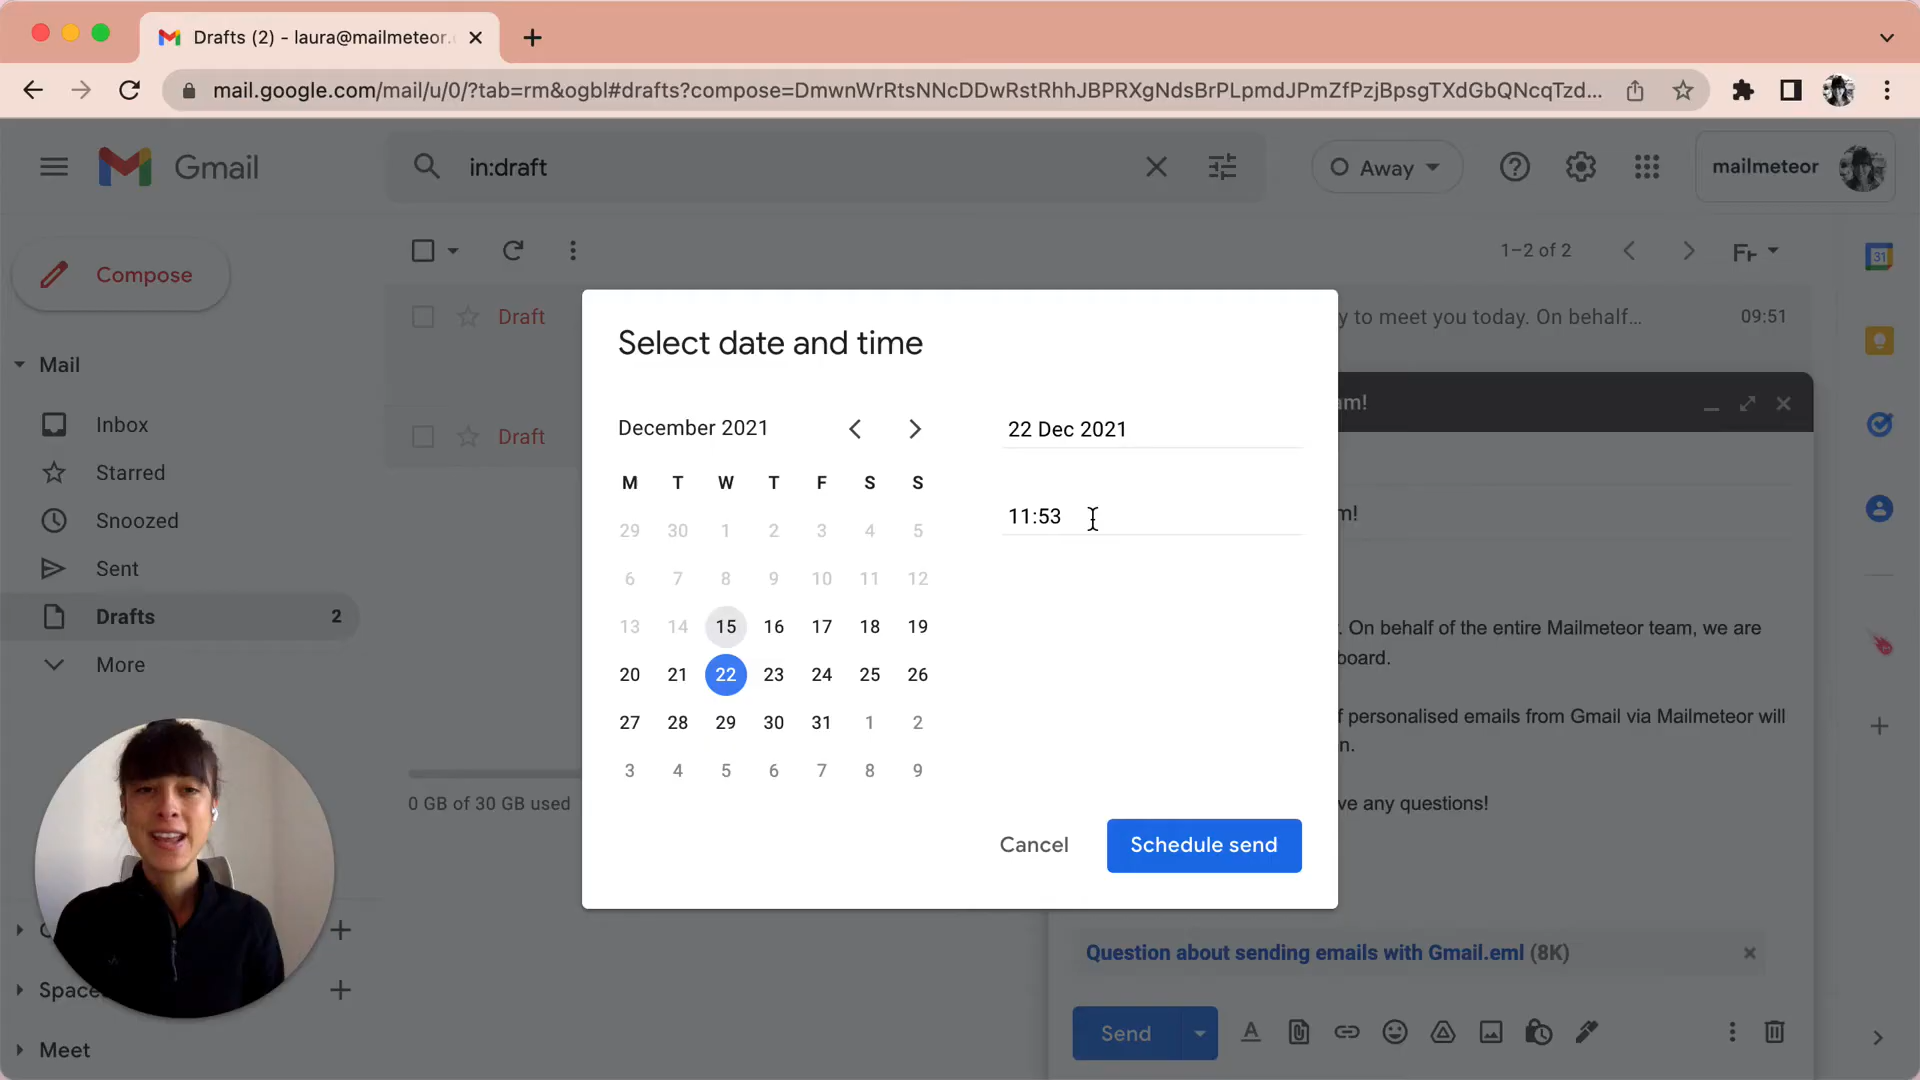 Drafts (2) - laura@mailmeteor.
mail.google.com/mail/u/0/?tab=rm&ogbl#drafts?compose=DmwnWrRtsNNcDDwRstRhhJBPRXgNdsBrPLpmdJPmZfPzjBpsgTXdGbQNcqTzd...
Gmail
in:draft
Away
mailmeteor
Compose
1–2 of 2
31
Draft
y to meet you today. On behalf...
09:51
Mail
Inbox
Starred
Snoozed
Sent
Drafts 2
More
Draft
0 GB of 30 GB used
Select date and time
December 2021
M T W T F S S
29 30 1 2 3 4 5
6 7 8 9 10 11 12
13 14 15 16 17 18 19
20 21 22 23 24 25 26
27 28 29 30 31 1 2
3 4 5 6 7 8 9
22 Dec 2021
11:53
Cancel
Schedule send
am!
m!
. On behalf of the entire Mailmeteor team, we are
board.
f personalised emails from Gmail via Mailmeteor will
n.
ve any questions!
Question about sending emails with Gmail.eml (8K)
Send
Space
Meet